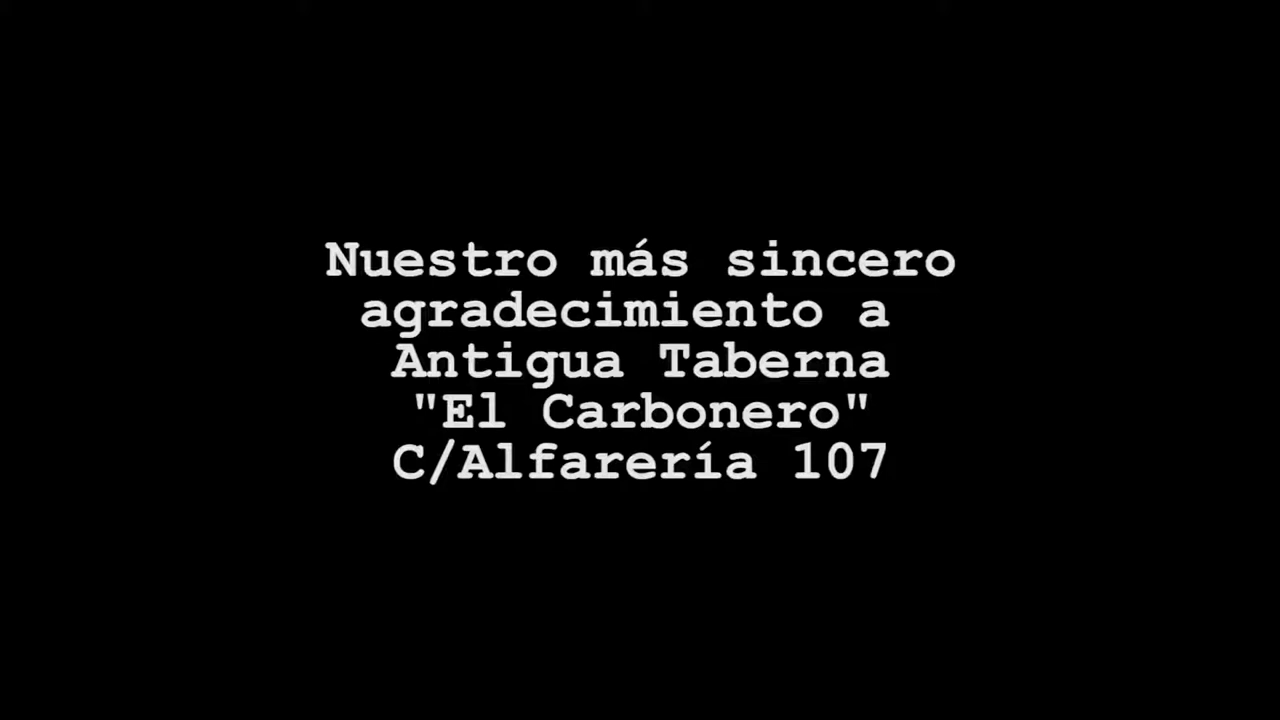 Nuestro más sincero
agradecimiento a
Antigua Taberna
"El Carbonero"
C/Alfarería 107